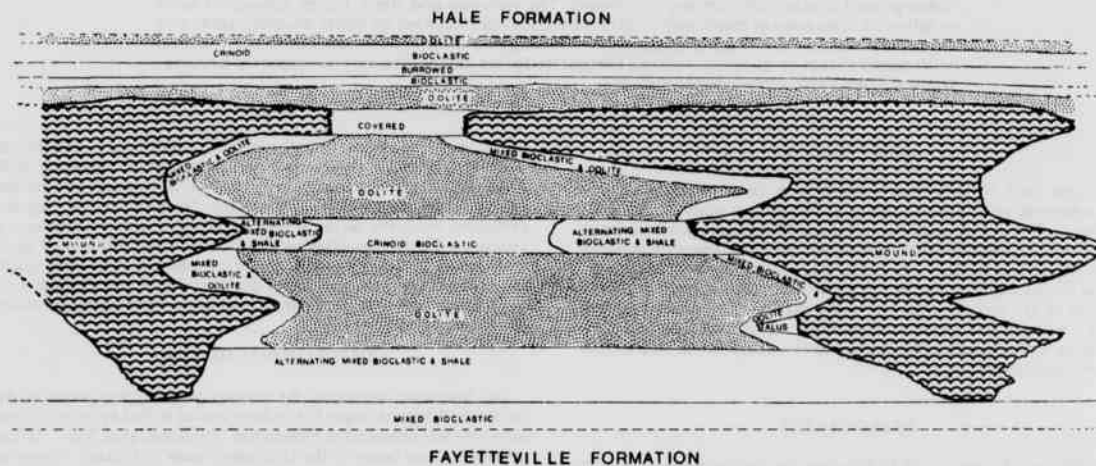 HALE FORMATION
OOLITE
CRINOID
BIOCLASTIC
BURROWED
BIOCLASTIC
OOLITE
COVERED
MIXED
BIOCLASTIC & OOLITE
MIXED BIOCLASTIC
& OOLITE
OOLITE
ALTERNATING
MIXED
BIOCLASTIC
& SHALE
CRINOID BIOCLASTIC
ALTERNATING MIXED
BIOCLASTIC & SHALE
MOUND
MOUND
MIXED
BIOCLASTIC &
OOLITE
MIXED BIOCLASTIC &
OOLITE
OOLITE
TALUS
ALTERNATING MIXED BIOCLASTIC & SHALE
MIXED BIOCLASTIC
FAYETTEVILLE FORMATION